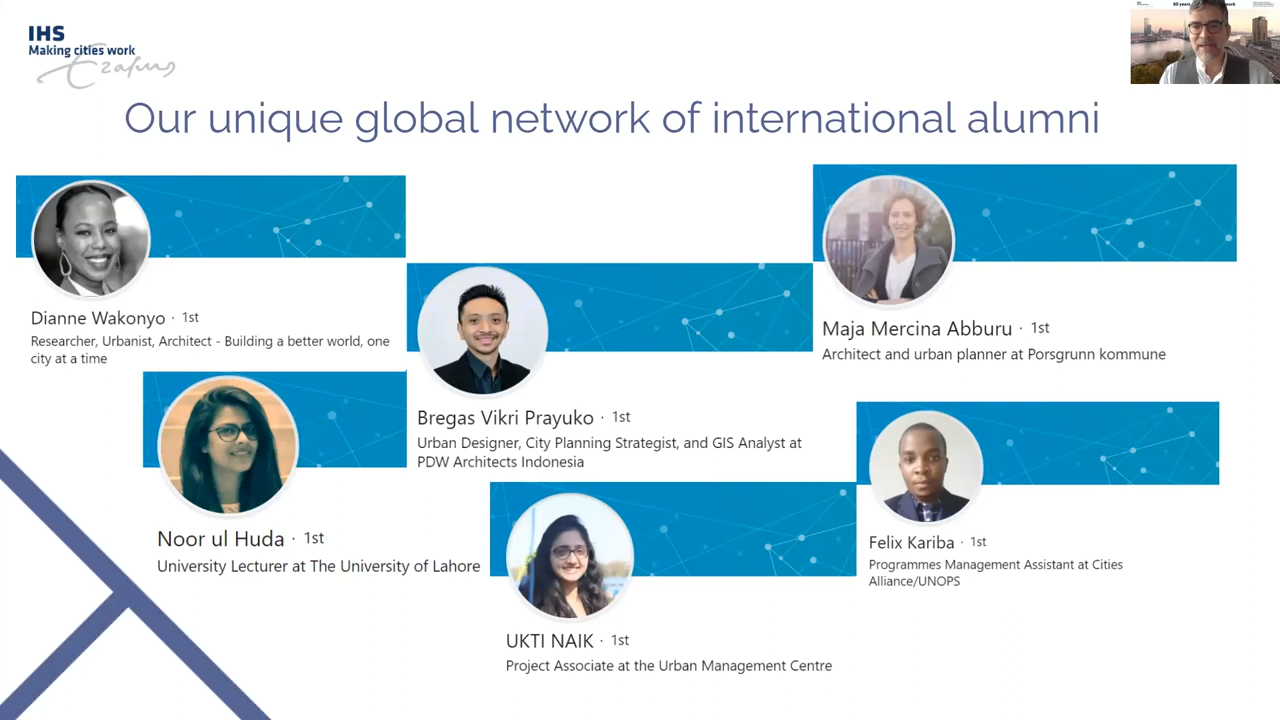 IHS
Making cities work
Erasmus
Our unique global network of international alumni
Dianne Wakonyo · 1st
Researcher, Urbanist, Architect - Building a better world, one
city at a time
Bregas Vikri Prayuko · 1st
Urban Designer, City Planning Strategist, and GIS Analyst at
PDW Architects Indonesia
Maja Mercina Abburu · 1st
Architect and urban planner at Porsgrunn kommune
Noor ul Huda · 1st
University Lecturer at The University of Lahore
UKTI NAIK · 1st
Project Associate at the Urban Management Centre
Felix Kariba · 1st
Programmes Management Assistant at Cities
Alliance/UNOPS